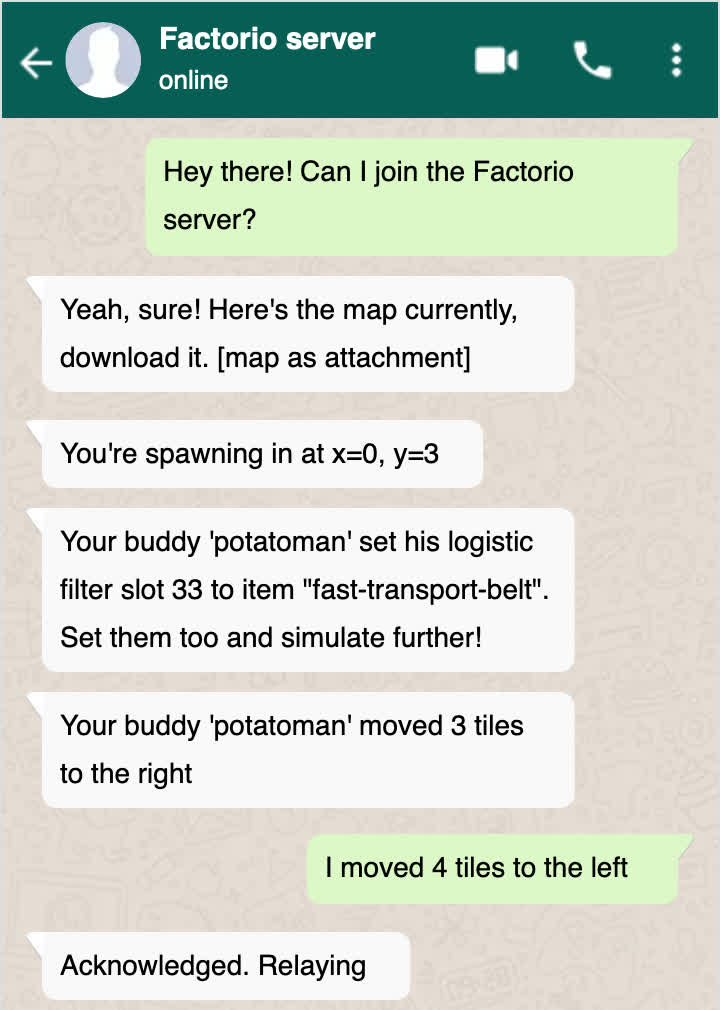 Factorio server
online
Hey there! Can I join the Factorio
server?
Yeah, sure! Here's the map currently,
download it. [map as attachment]
You're spawning in at x=0, y=3
Your buddy 'potatoman' set his logistic
filter slot 33 to item "fast-transport-belt".
Set them too and simulate further!
Your buddy 'potatoman' moved 3 tiles
to the right
I moved 4 tiles to the left
Acknowledged. Relaying